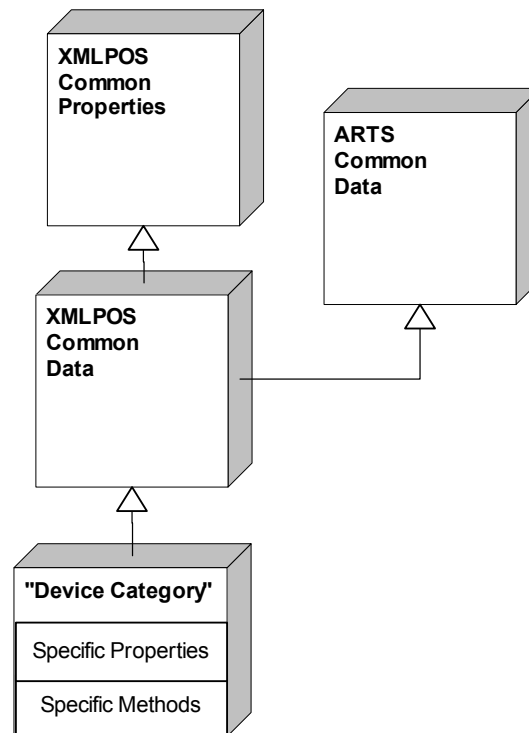 XMLPOS
Common
Properties
ARTS
Common
Data
XMLPOS
Common
Data
"Device Category"
Specific Properties
Specific Methods